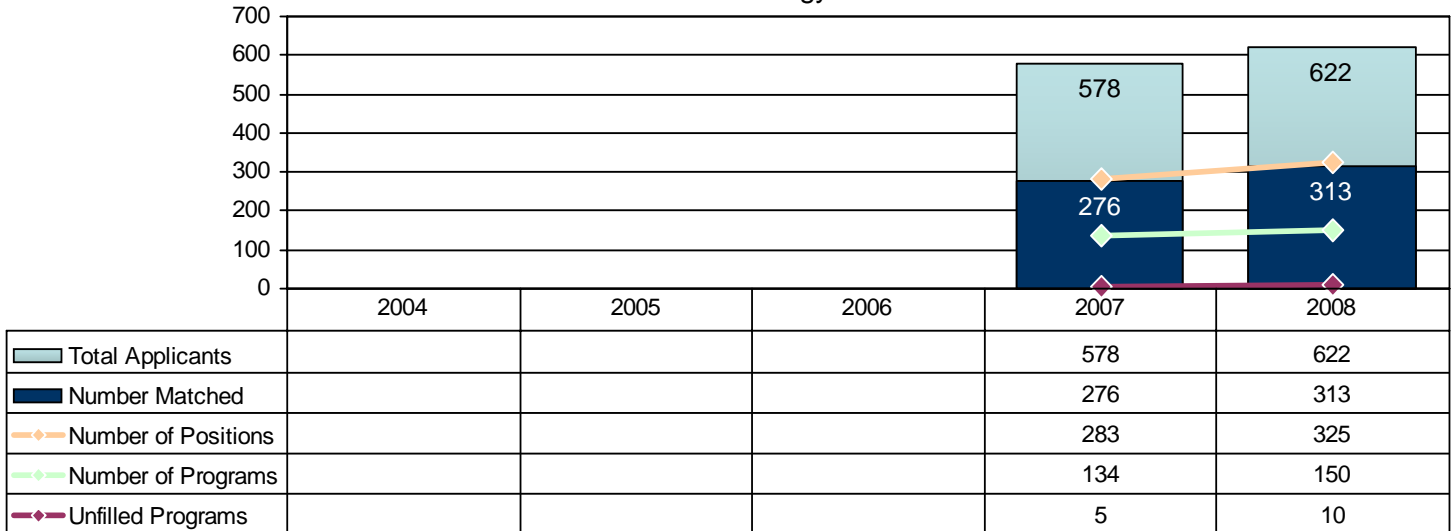 700
600
500
400
300
200
100
0
578
622
276
313
2004 2005 2006 2007 2008
Total Applicants 578 622
Number Matched 276 313
Number of Positions 283 325
Number of Programs 134 150
Unfilled Programs 5 10